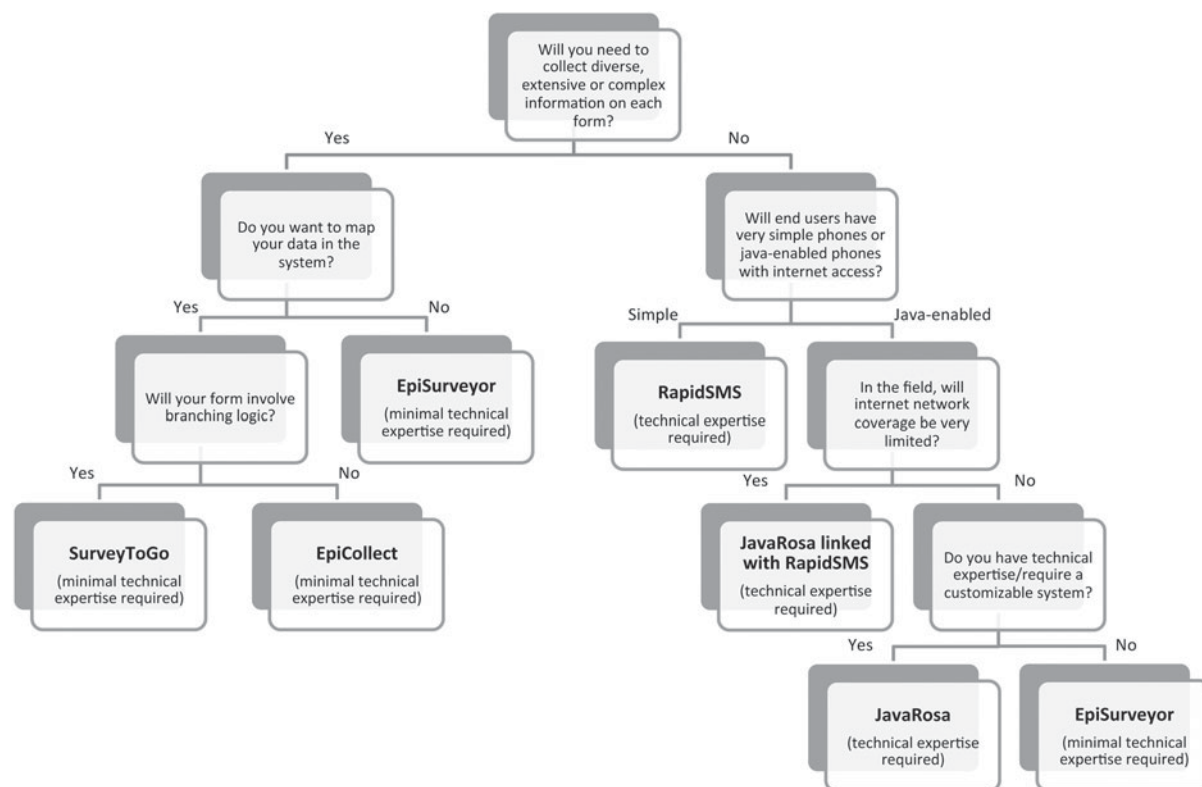 Will you need to
collect diverse,
extensive or complex
information on each
form?
Yes
No
Do you want to map
your data in the
system?
Will end users have
very simple phones or
java-enabled phones
with internet access?
Yes
No
Simple
Java-enabled
Will your form involve
branching logic?
EpiSurveyor
(minimal technical
expertise required)
RapidSMS
(technical expertise
required)
In the field, will
internet network
coverage be very
limited?
Yes
No
Yes
No
SurveyToGo
(minimal technical
expertise required)
EpiCollect
(minimal technical
expertise required)
JavaRosa linked
with RapidSMS
(technical expertise
required)
Do you have technical
expertise/require a
customizable system?
Yes
No
JavaRosa
(technical expertise
required)
EpiSurveyor
(minimal technical
expertise required)